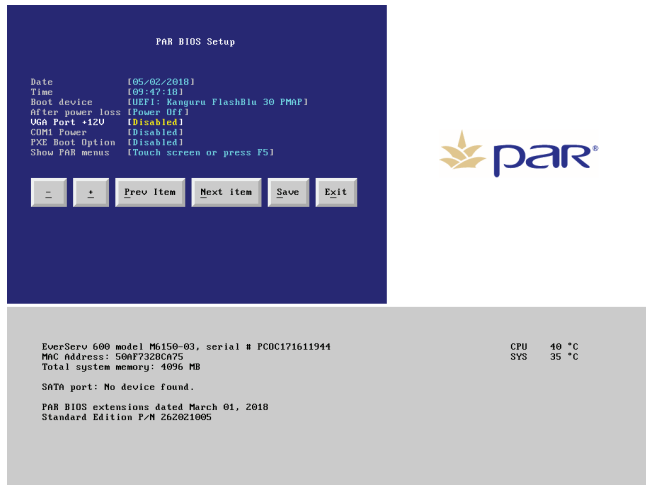 PAR BIOS Setup
Date [05/02/2018]
Time [09:47:18]
Boot device [UEFI: Kanguru FlashBlu 30 PMAP]
After power loss [Power Off]
VGA Port +12V [Disabled]
COM1 Power [Disabled]
PXE Boot Option [Disabled]
Show PAR menus [Touch screen or press F5]
- + Prev Item Next item Save Exit
par®
EverServ 600 model M6150-03, serial # PCOC171611944 CPU 40 °C
MAC Address: 50AF7328CA75 SYS 35 °C
Total system memory: 4096 MB
SATA port: No device found.
PAR BIOS extensions dated March 01, 2018
Standard Edition P/N 262021005